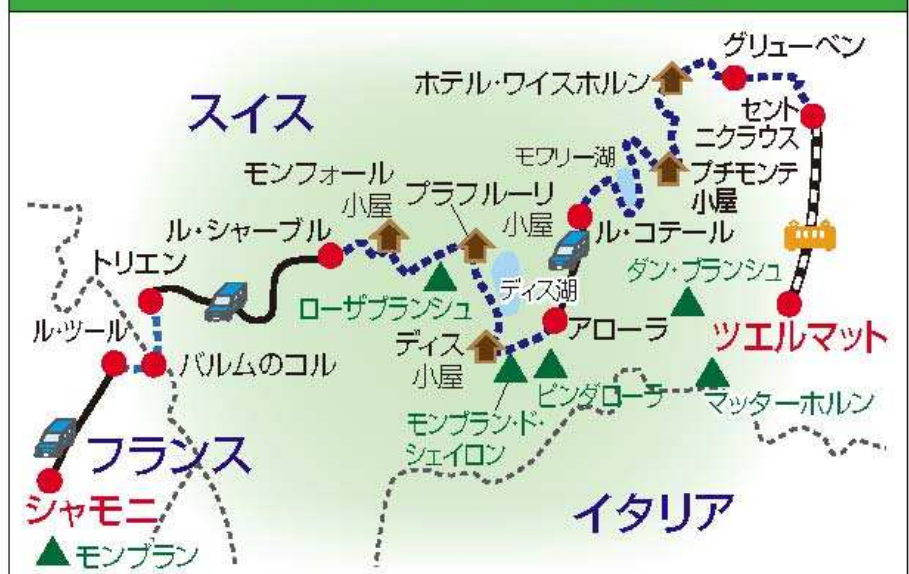 グリューベン
ホテル・ワイスホルン
セント
ニクラウス
スイス
モワリー湖
プチモンテ
小屋
モンフォール
小屋
プラフルーリ
小屋
ル・シャーブル
ル・コテール
トリエン
ダン・ブランシュ
ローザブランシュ
ディス湖
ル・ツール
ディス
小屋
アローラ
ツエルマット
バルムのコル
ピンダローラ
マッターホルン
モンブラン・ド・
シェイロン
フランス
シャモニ
イタリア
モンブラン